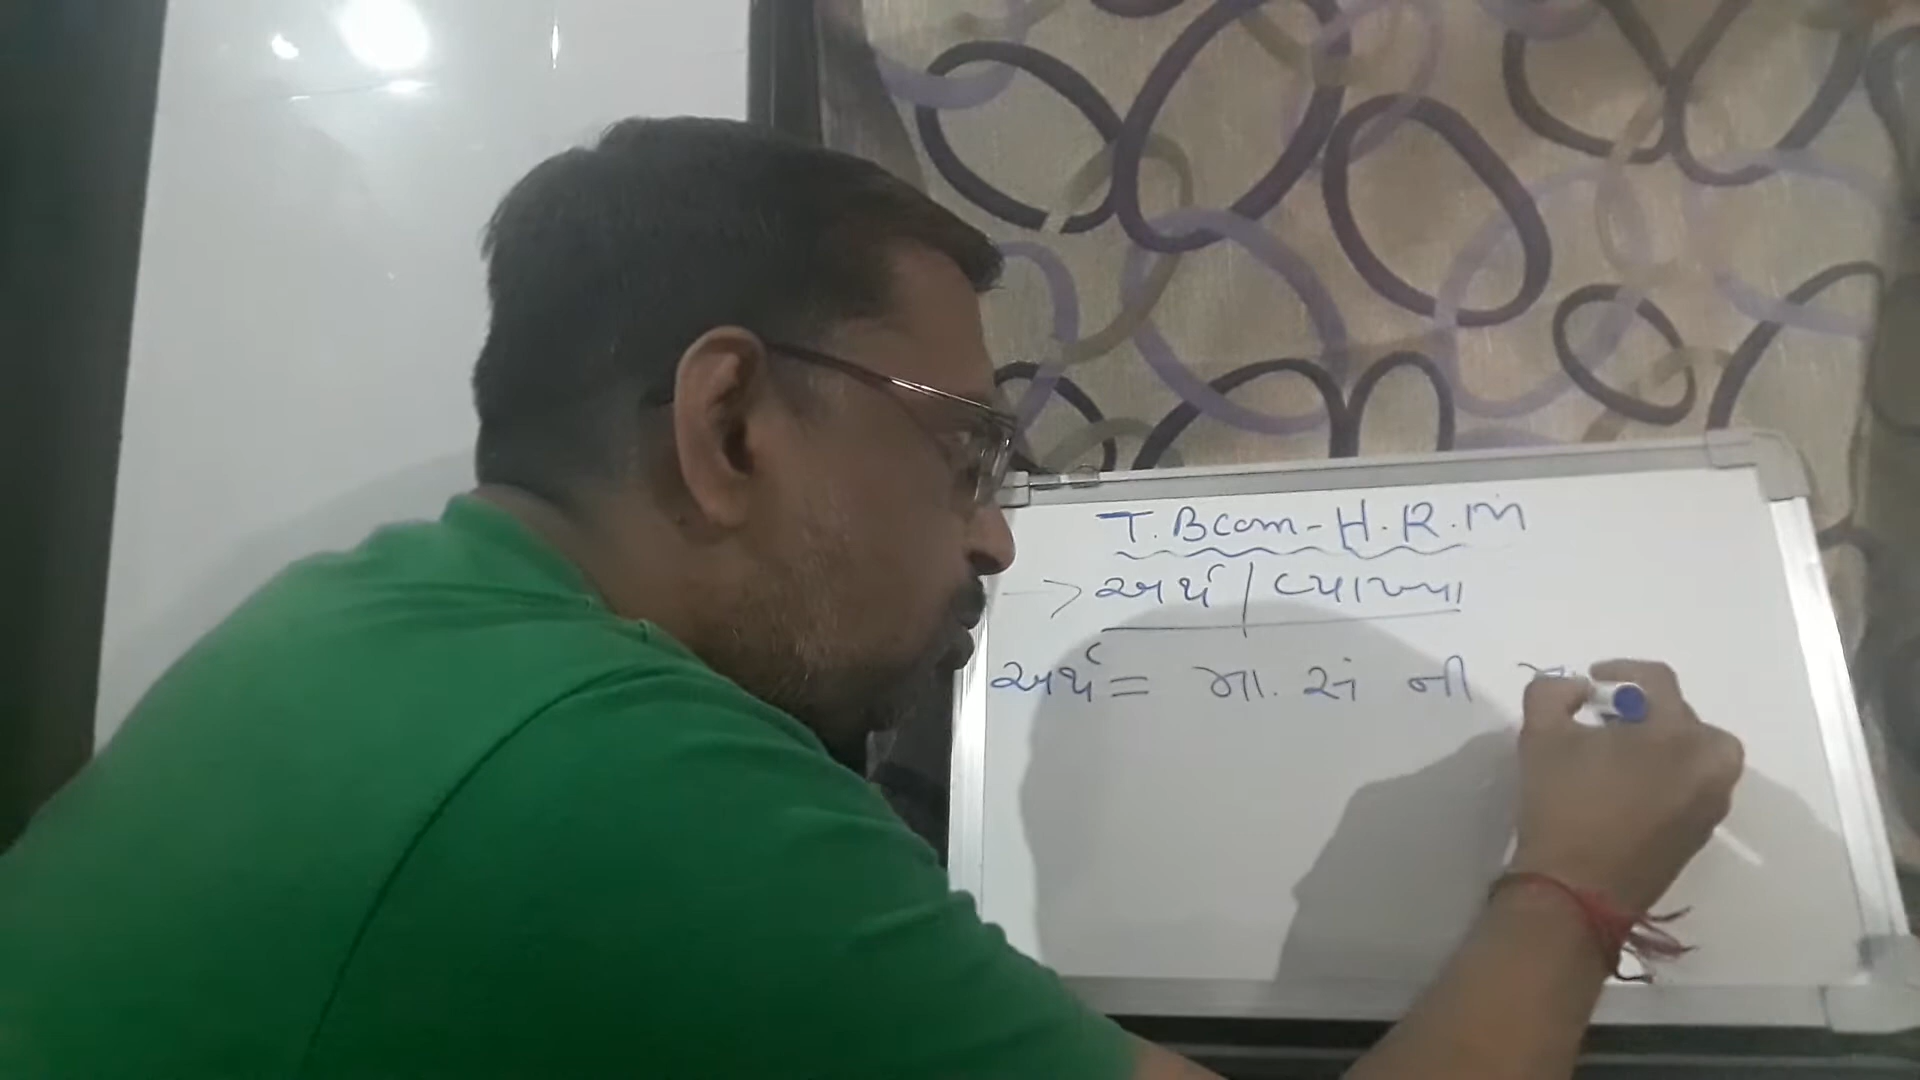 T. Bcom - H.R.M
→ અર્થ | વ્યાખ્યા
અર્થ = મા. સં ની